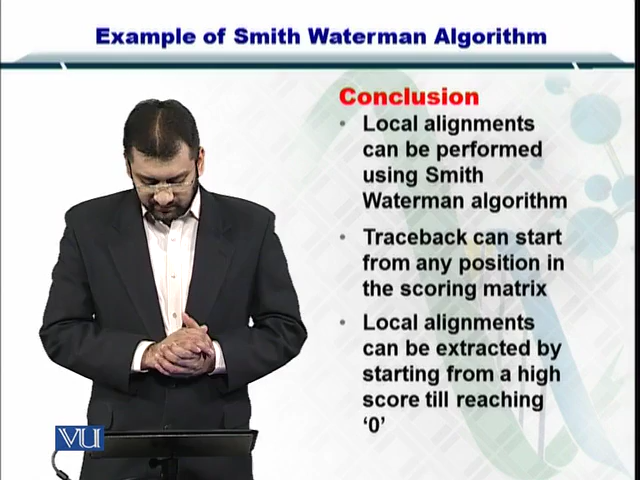 Example of Smith Waterman Algorithm
Conclusion
• Local alignments
can be performed
using Smith
Waterman algorithm
• Traceback can start
from any position in
the scoring matrix
• Local alignments
can be extracted by
starting from a high
score till reaching
‘0’
VU